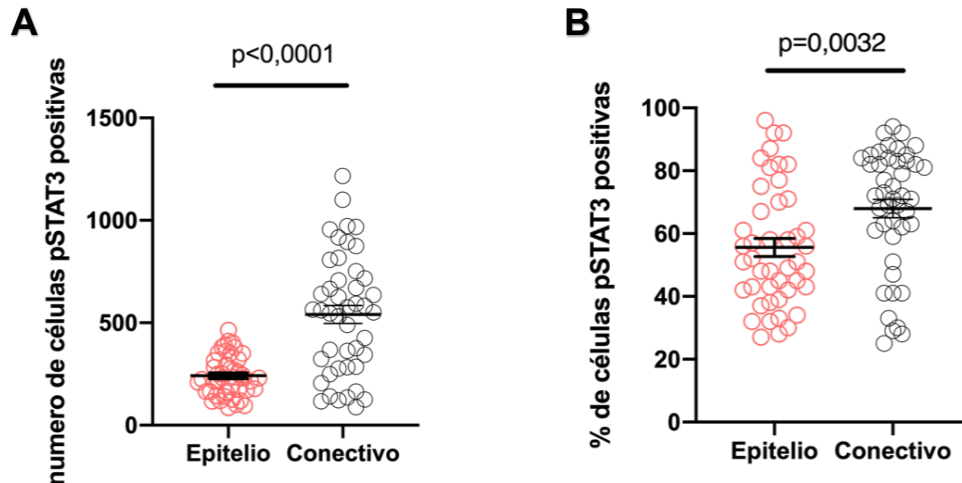 A
p<0,0001
numero de células pSTAT3 positivas
1500
1000
500
0
Epitelio
Conectivo
B
p=0,0032
% de células pSTAT3 positivas
100
80
60
40
20
0
Epitelio
Conectivo